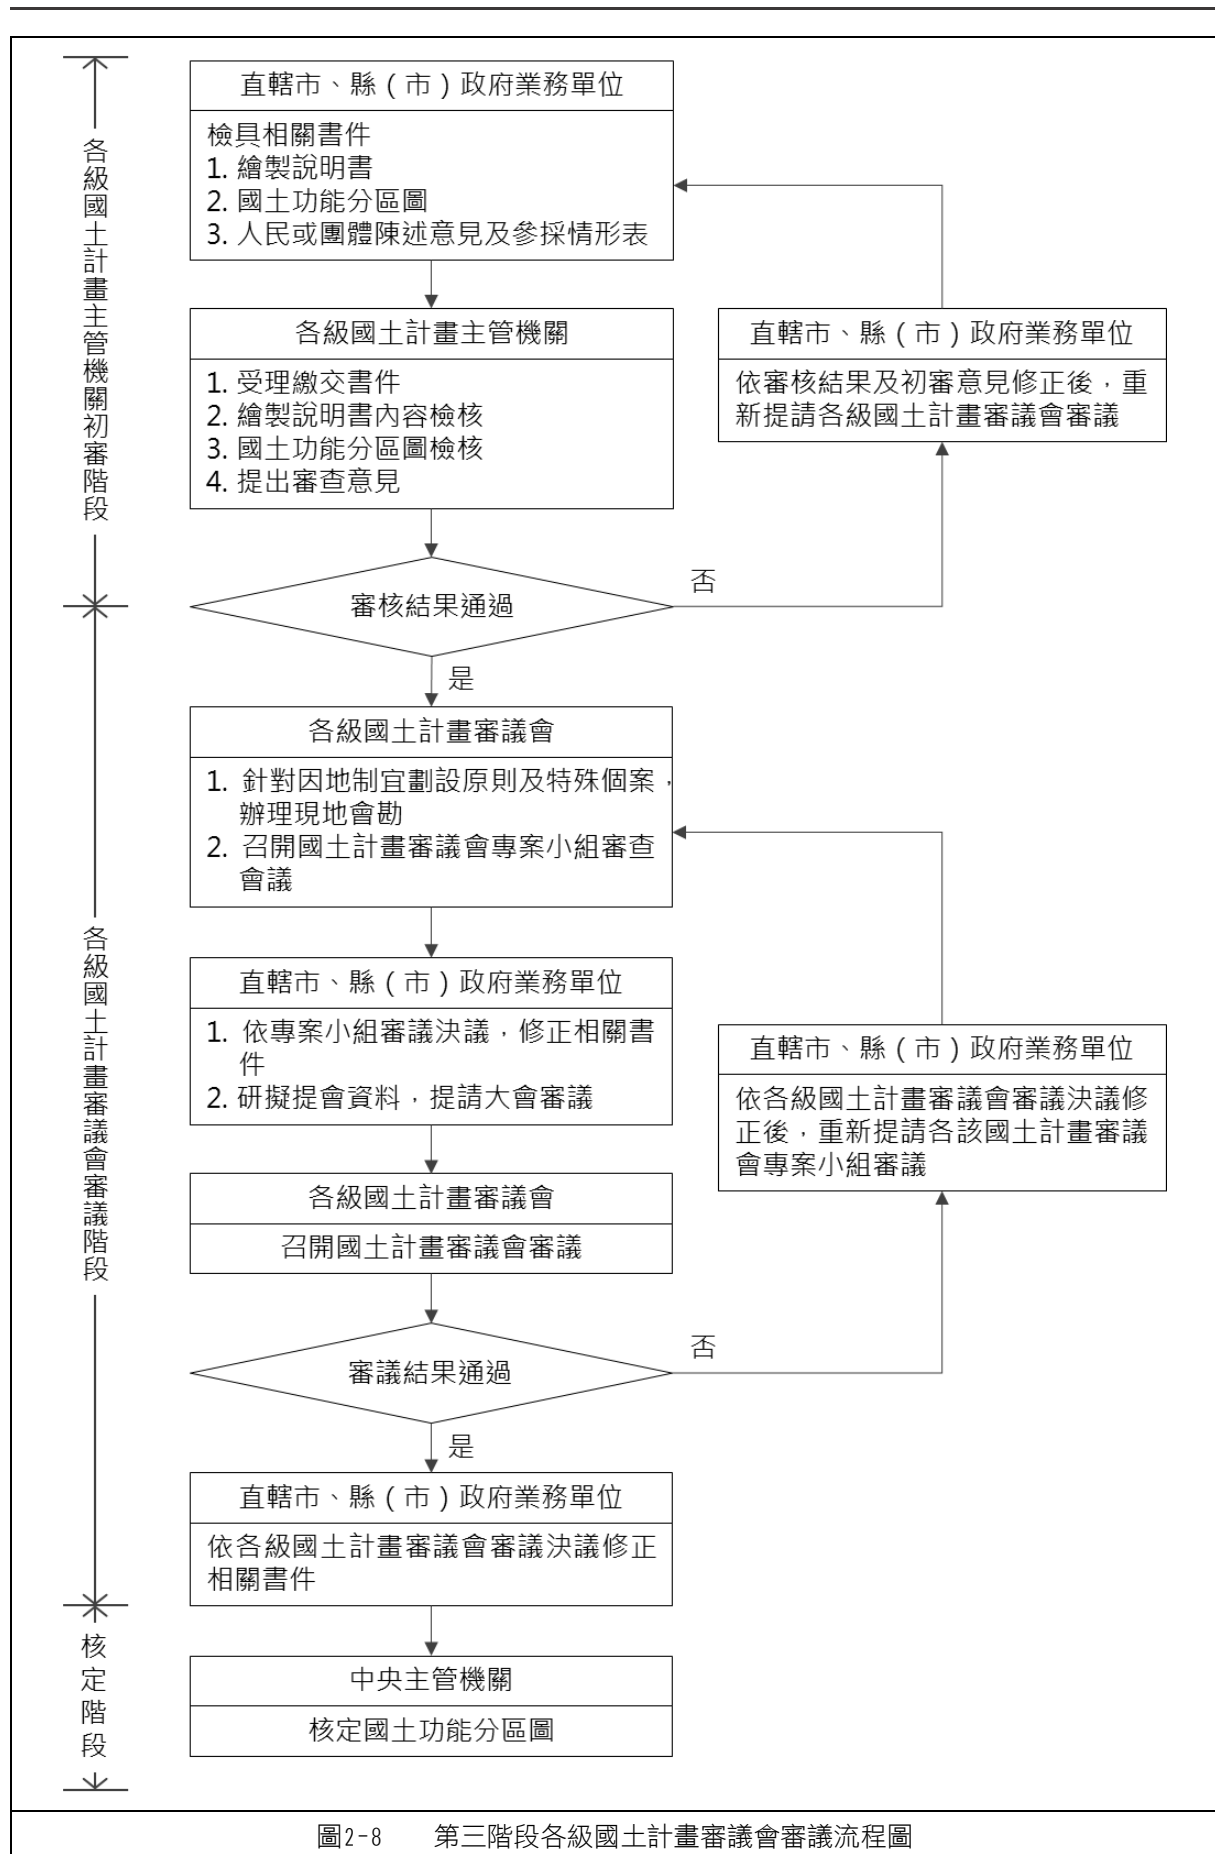 各級國土計畫主管機關初審階段
直轄市、縣（市）政府業務單位
檢具相關書件
1. 繪製說明書
2. 國土功能分區圖
3. 人民或團體陳述意見及參採情形表
各級國土計畫主管機關
1. 受理繳交書件
2. 繪製說明書內容檢核
3. 國土功能分區圖檢核
4. 提出審查意見
直轄市、縣（市）政府業務單位
依審核結果及初審意見修正後，重
新提請各級國土計畫審議會審議
審核結果通過
否
是
各級國土計畫審議會審議階段
各級國土計畫審議會
1. 針對因地制宜劃設原則及特殊個案，
辦理現地會勘
2. 召開國土計畫審議會專案小組審查
會議
直轄市、縣（市）政府業務單位
1. 依專案小組審議決議，修正相關書
件
2. 研擬提會資料，提請大會審議
直轄市、縣（市）政府業務單位
依各級國土計畫審議會審議決議修
正後，重新提請各該國土計畫審議
會專案小組審議
各級國土計畫審議會
召開國土計畫審議會審議
審議結果通過
否
是
直轄市、縣（市）政府業務單位
依各級國土計畫審議會審議決議修正
相關書件
核定階段
中央主管機關
核定國土功能分區圖
圖2-8 第三階段各級國土計畫審議會審議流程圖